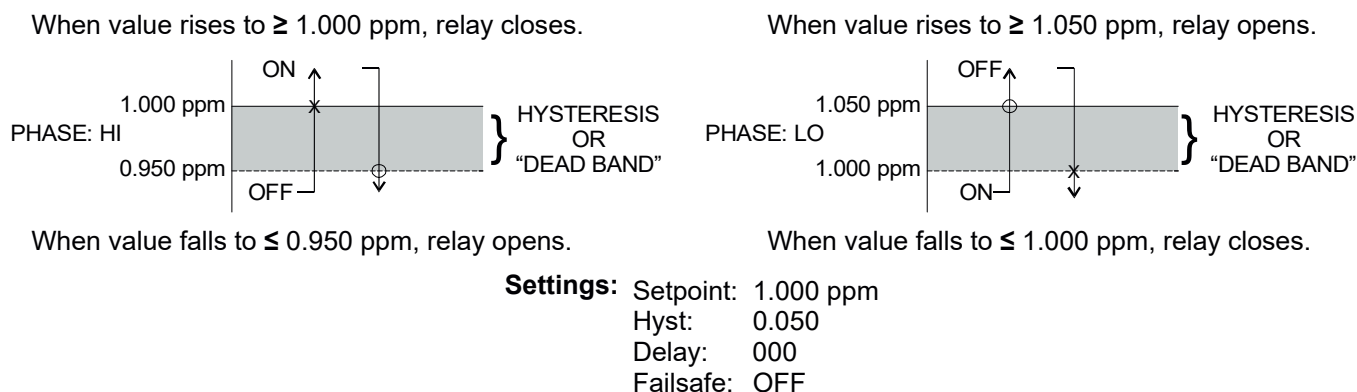 When value rises to ≥ 1.000 ppm, relay closes.
ON
1.000 ppm
X
PHASE: HI
0.950 ppm
OFF
} HYSTERESIS
OR
“DEAD BAND”
When value falls to ≤ 0.950 ppm, relay opens.
When value rises to ≥ 1.050 ppm, relay opens.
OFF
1.050 ppm
PHASE: LO
1.000 ppm
X
ON
} HYSTERESIS
OR
“DEAD BAND”
When value falls to ≤ 1.000 ppm, relay closes.
Settings: Setpoint: 1.000 ppm
Hyst: 0.050
Delay: 000
Failsafe: OFF